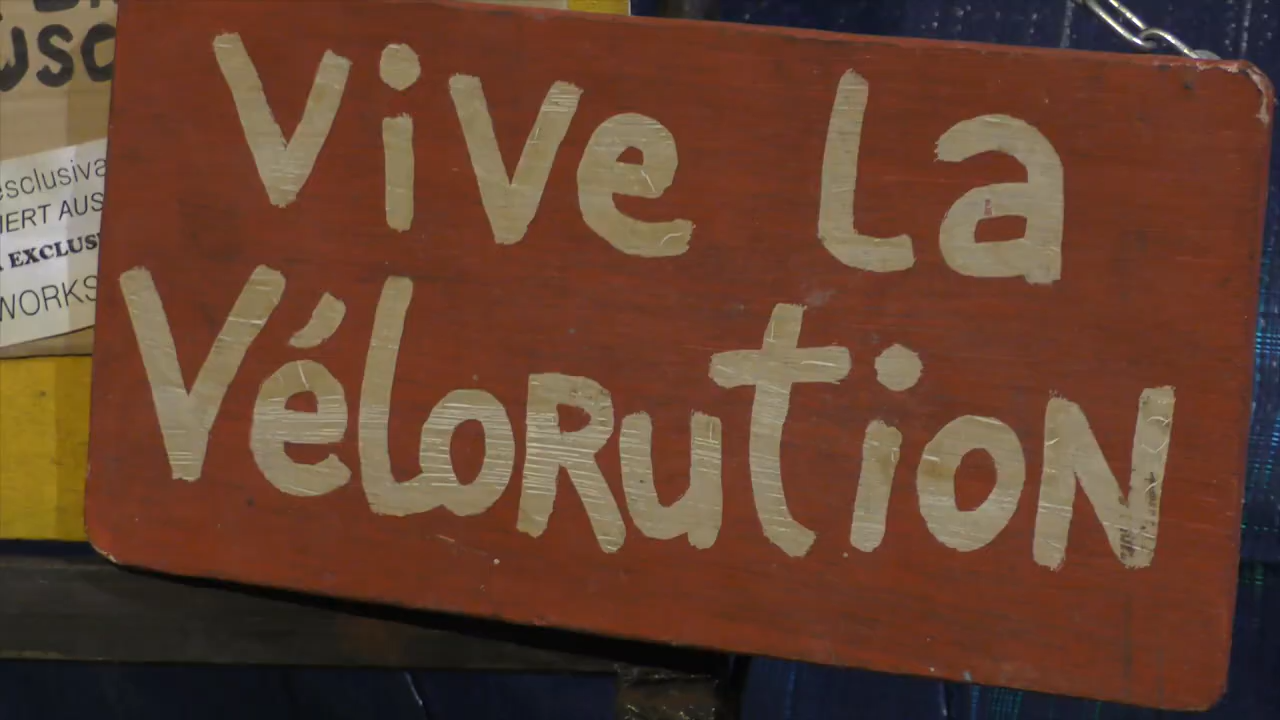 Vive la
VéloRutioN
esclusiva
IERT AUS
EXCLUS
WORKS